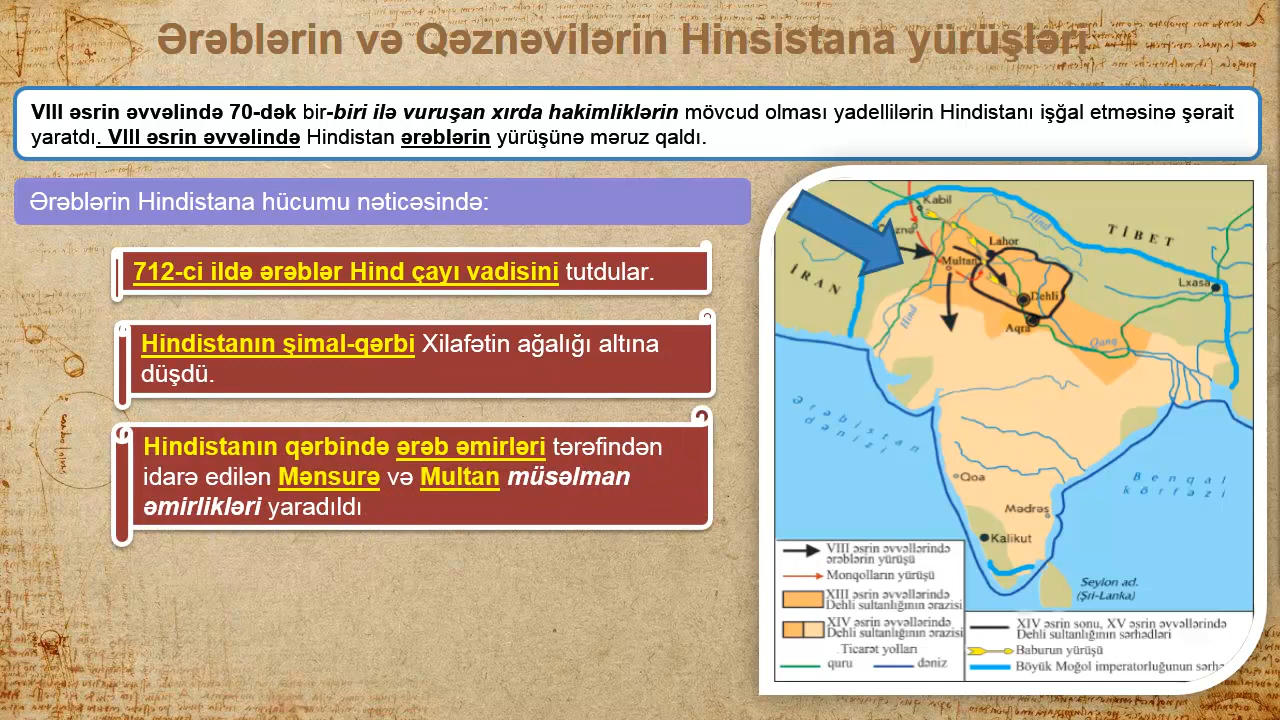 Ərəblərin və Qəznəvilərin Hinsistana yürüşləri
VIII əsrin əvvəlində 70-dək bir-biri ilə vuruşan xırda hakimliklərin mövcud olması yadellilərin Hindistanı işğal etməsinə şərait
yaratdı. VIII əsrin əvvəlində Hindistan ərəblərin yürüşünə məruz qaldı.
Ərəblərin Hindistana hücumu nəticəsində:
712-ci ildə ərəblər Hind çayı vadisini tutdular.
Hindistanın şimal-qərbi Xilafətin ağalığı altına
düşdü.
Hindistanın qərbində ərəb əmirləri tərəfindən
idarə edilən Mənsurə və Multan müsəlman
əmirlikləri yaradıldı
Kabil
Hind
TİBET
Lahor
Multan
İRAN
Lxasa
Dehli
Hind
Aqra
Qanq
Ərəbistan
dənizi
Qoa
Benqal
körfəzi
Mədrəs
Kalikut
Seylon ad.
(Şri-Lanka)
VIII əsrin əvvəllərində
ərəblərin yürüşü
Monqolların yürüşü
XIII əsrin əvvəllərində
Dehli sultanlığının ərazisi
XIV əsrin əvvəllərində
Dehli sultanlığının ərazisi
Ticarət yolları
quru dəniz
XIV əsrin sonu, XV əsrin əvvəllərində
Dehli sultanlığının sərhədləri
Baburun yürüşü
Böyük Moğol imperatorluğunun